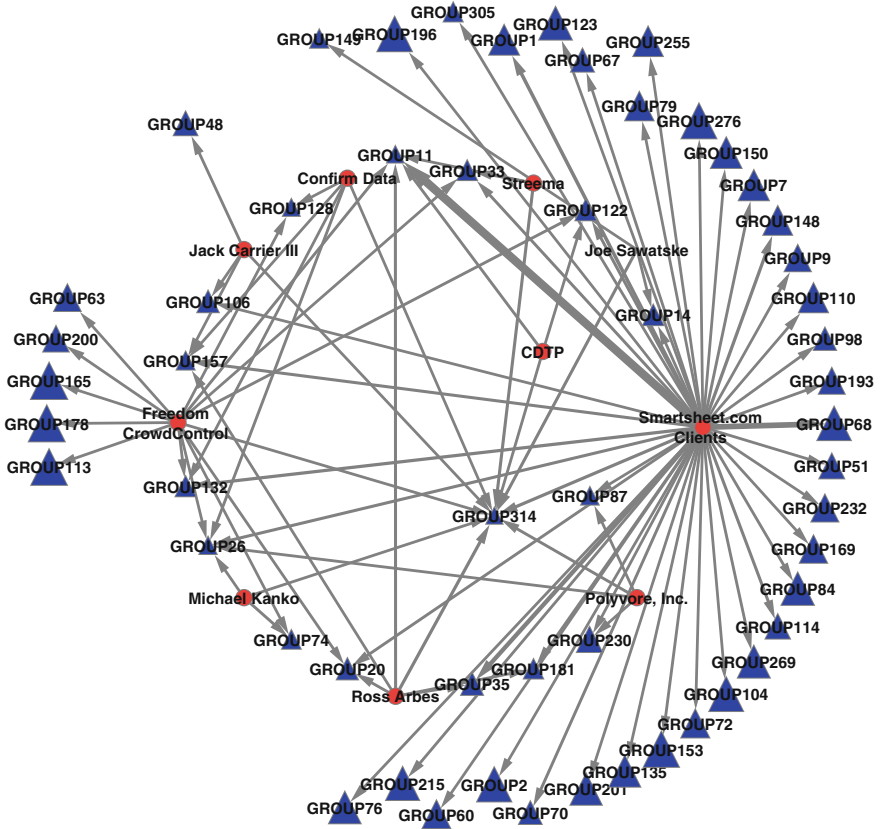 GROUP305
GROUP123
GROUP149
GROUP196
GROUP1
GROUP255
GROUP67
GROUP79
GROUP276
GROUP48
GROUP150
GROUP11
GROUP33
Confirm Data
Streema
GROUP7
GROUP128
GROUP122
GROUP148
Jack Carrier III
Joe Sawatske
GROUP9
GROUP63
GROUP106
GROUP110
GROUP14
GROUP200
GROUP98
CDTP
GROUP157
GROUP165
GROUP193
Freedom
CrowdControl
Smartsheet.com
Clients
GROUP178
GROUP68
GROUP113
GROUP51
GROUP132
GROUP87
GROUP232
GROUP314
GROUP26
GROUP169
GROUP84
Michael Kanko
Polyvore, Inc.
GROUP114
GROUP74
GROUP230
GROUP269
GROUP20
GROUP181
GROUP35
Ross Arbes
GROUP104
GROUP72
GROUP153
GROUP135
GROUP215
GROUP2
GROUP201
GROUP76
GROUP60
GROUP70